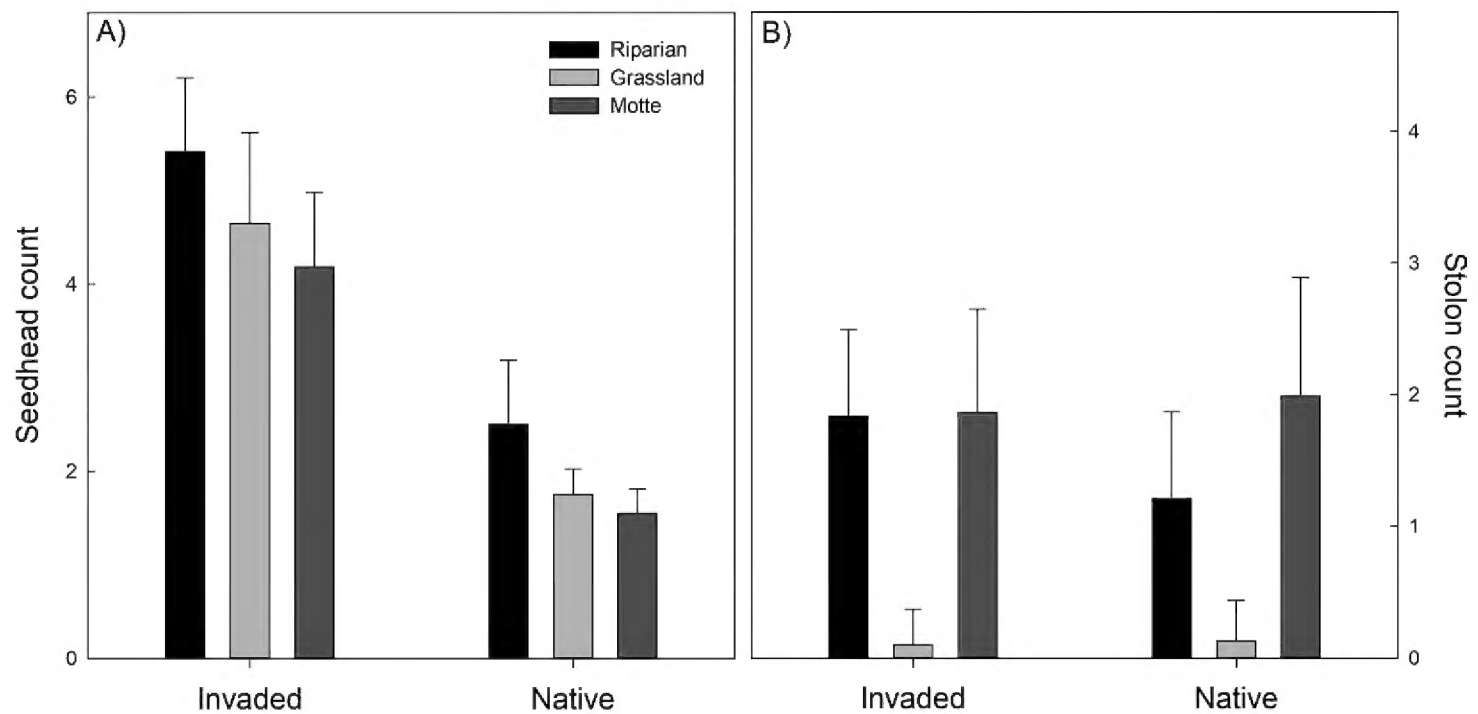 A)
Riparian
Grassland
Motte
Seedhead count
6
4
2
0
Invaded
Native
B)
Stolon count
4
3
2
1
0
Invaded
Native